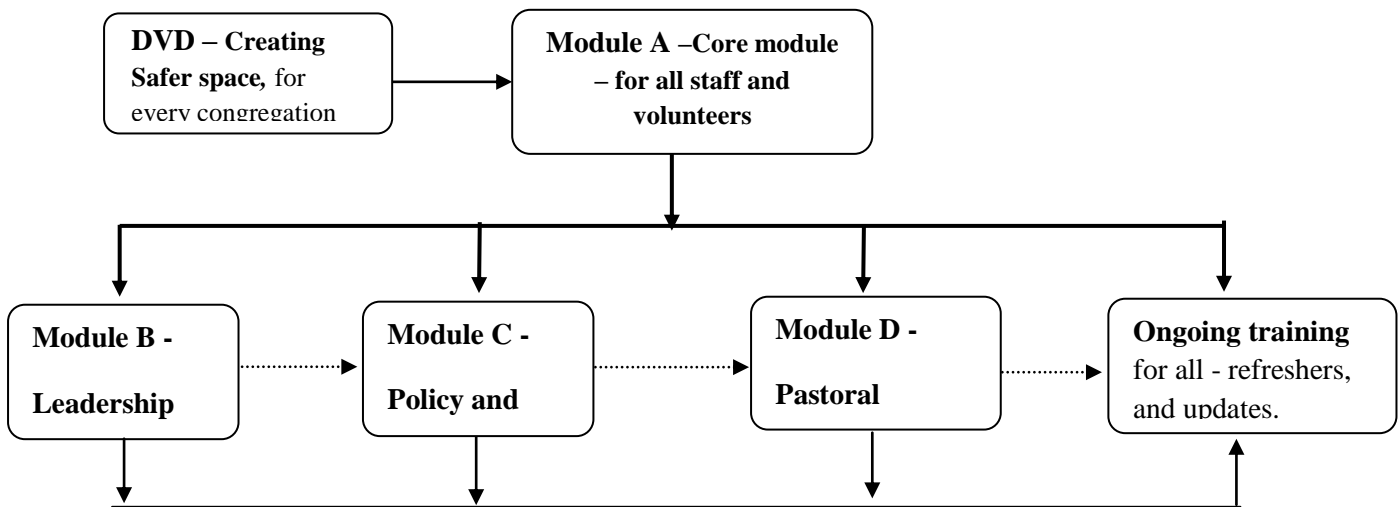 DVD – Creating
Safer space, for
every congregation
Module A –Core module
– for all staff and
volunteers
Module B -
Leadership
Module C -
Policy and
Module D -
Pastoral
Ongoing training
for all - refreshers,
and updates.